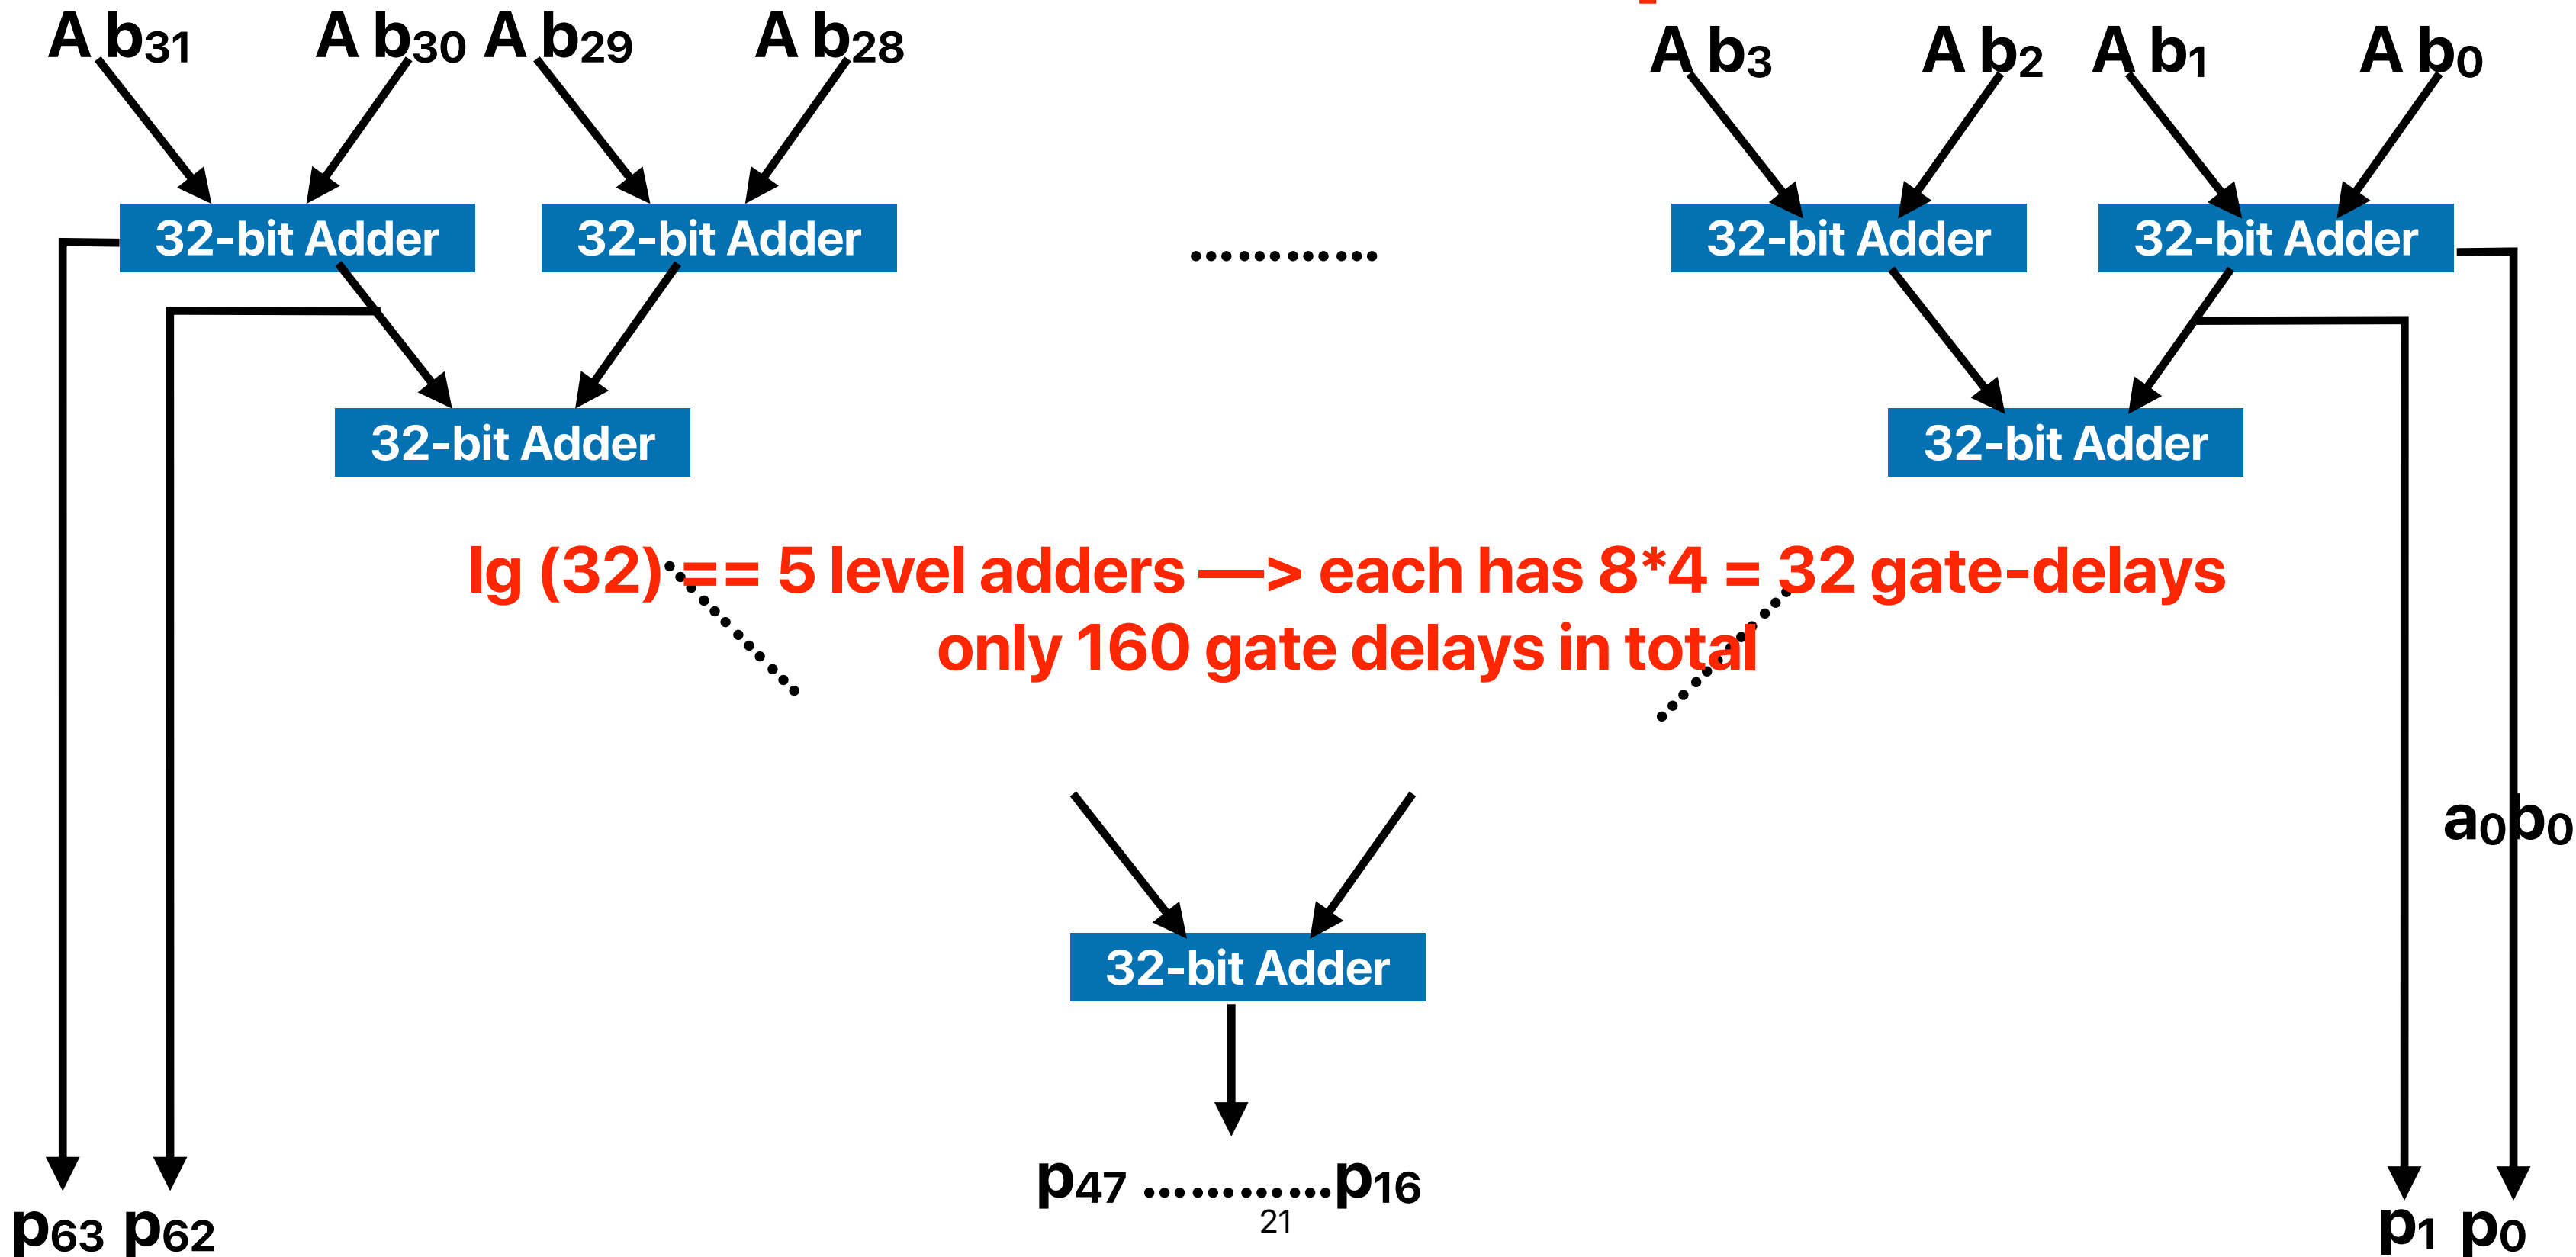 A b31 A b30 A b29 A b28 A b3 A b2 A b1 A b0
32-bit Adder 32-bit Adder ............ 32-bit Adder 32-bit Adder
32-bit Adder 32-bit Adder
lg (32) == 5 level adders —> each has 8*4 = 32 gate-delays
only 160 gate delays in total
a0b0
32-bit Adder
p47 .............p16
p63 p62 21 p1 p0